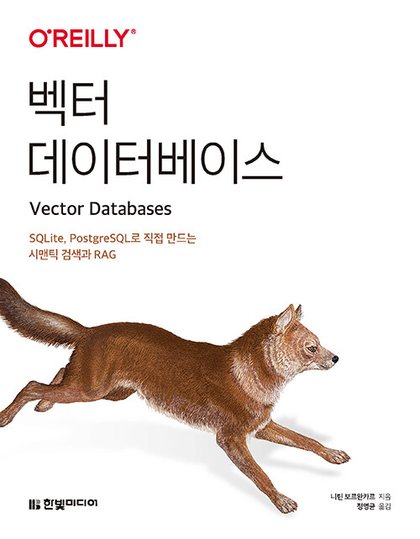 O'REILLY®
벡터
데이터베이스
Vector Databases
SQLite, PostgreSQL로 직접 만드는
시맨틱 검색과 RAG
니틴 보르완카르 지음
정영균 옮김
한빛미디어